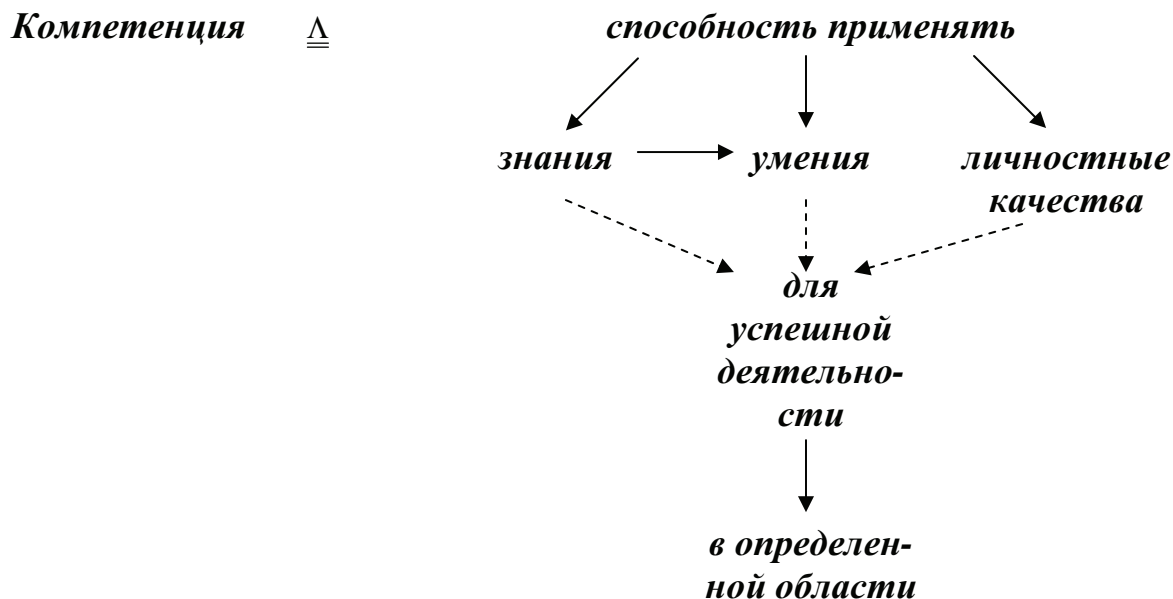 Компетенция Λ способность применять
знания умения личностные
качества
для
успешной
деятельно-
сти
в определен-
ной области